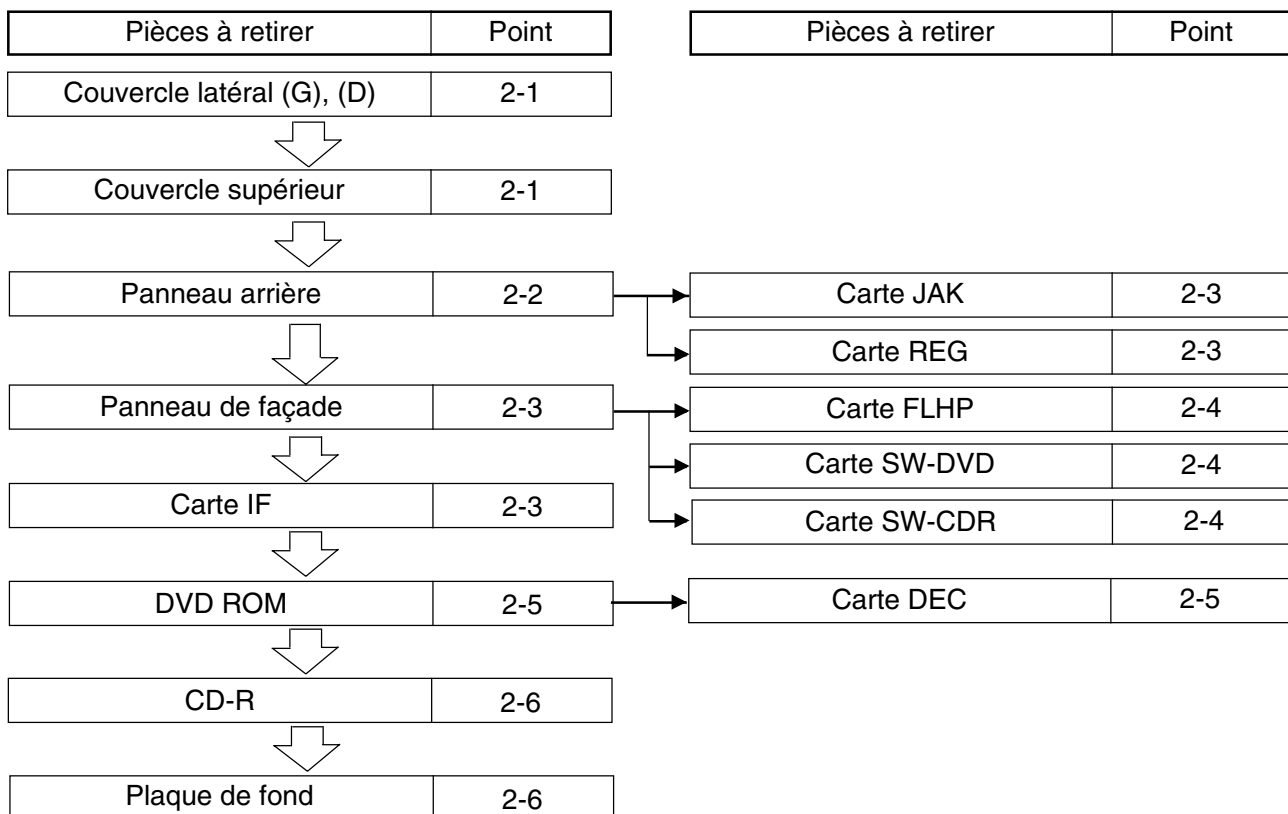 Pièces à retirer Point Pièces à retirer Point
Couvercle latéral (G), (D) 2-1
Couvercle supérieur 2-1
Panneau arrière 2-2 Carte JAK 2-3
Carte REG 2-3
Panneau de façade 2-3 Carte FLHP 2-4
Carte SW-DVD 2-4
Carte IF 2-3 Carte SW-CDR 2-4
DVD ROM 2-5 Carte DEC 2-5
CD-R 2-6
Plaque de fond 2-6